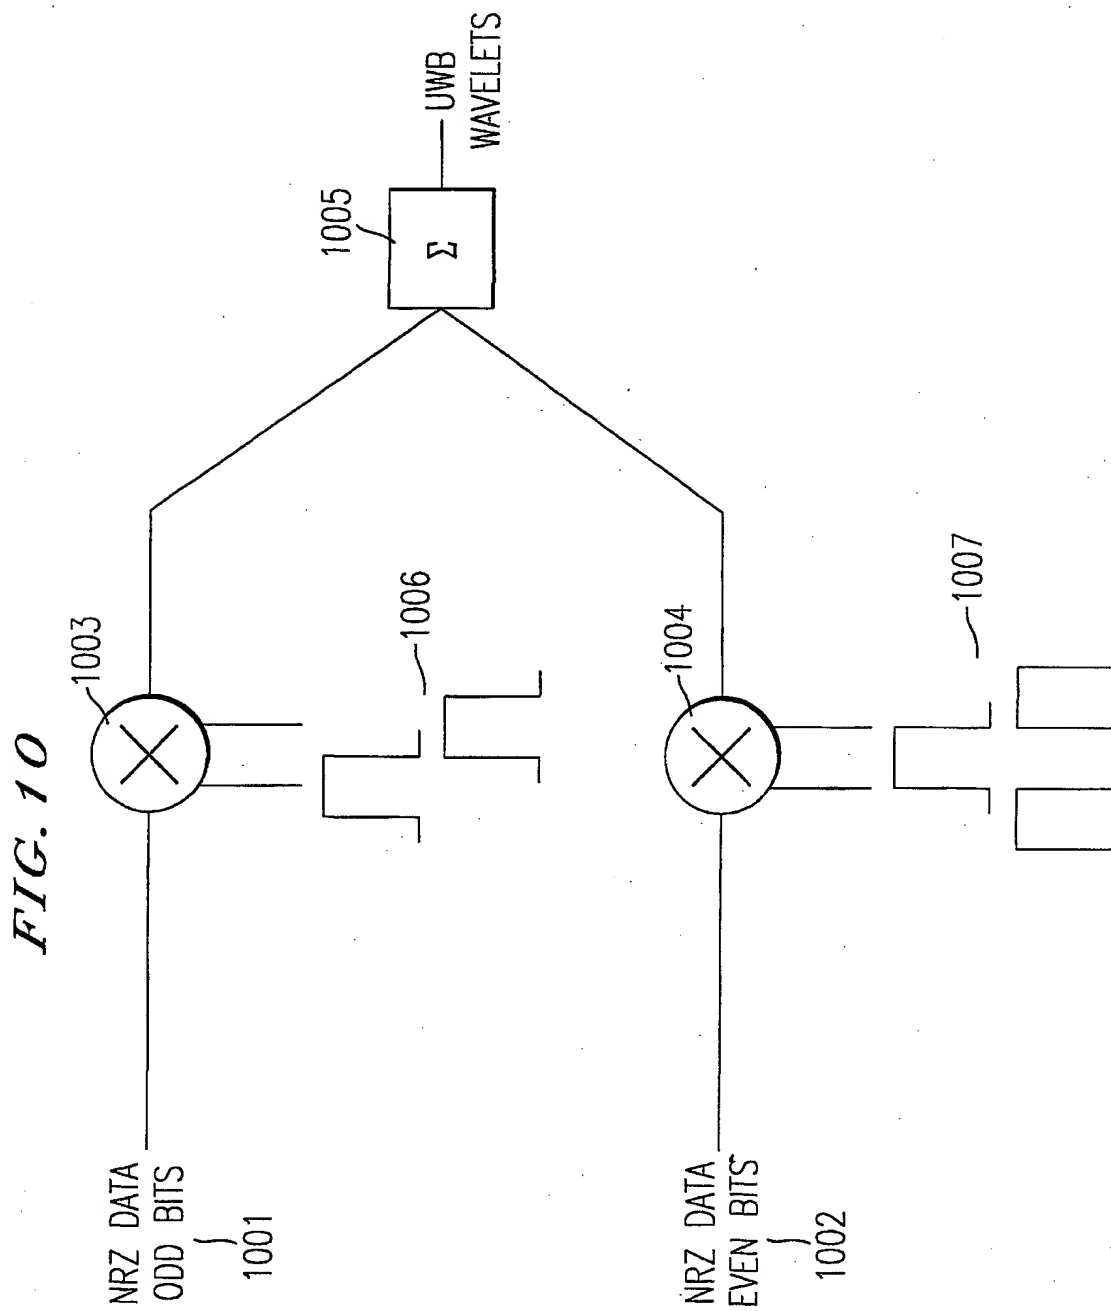 FIG. 10
NRZ DATA
ODD BITS
1001
1003
1006
1005
Σ
UWB
WAVELETS
NRZ DATA
EVEN BITS
1002
1004
1007